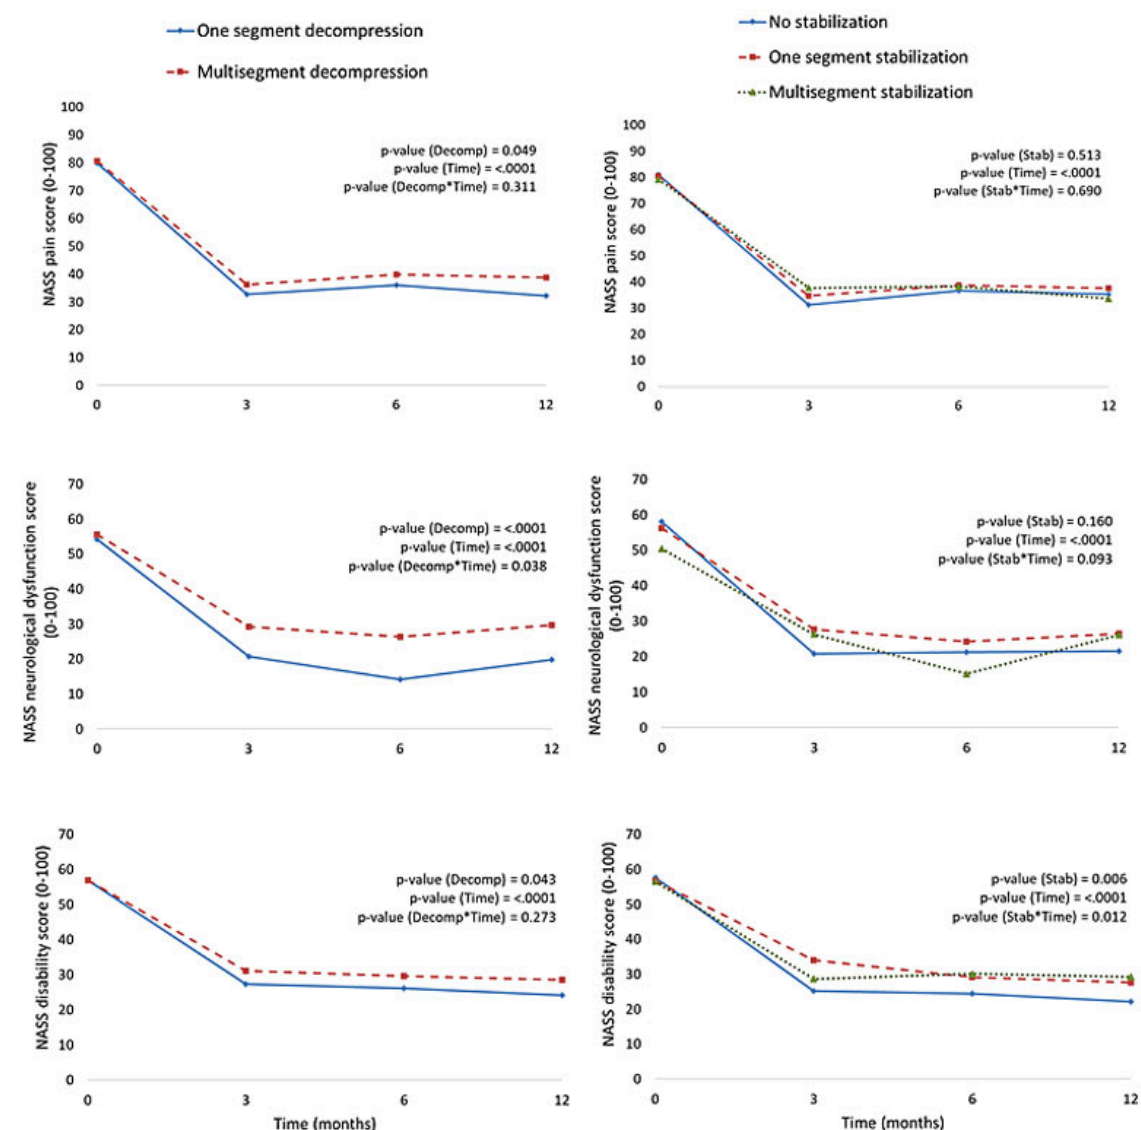 One segment decompression
Multisegment decompression
No stabilization
One segment stabilization
Multisegment stabilization
NASS pain score (0-100)
100
90
80
70
60
50
40
30
20
10
0
p-value (Decomp) = 0.049
p-value (Time) = <.0001
p-value (Decomp*Time) = 0.311
0 3 6 12
NASS pain score (0-100)
100
90
80
70
60
50
40
30
20
10
0
p-value (Stab) = 0.513
p-value (Time) = <.0001
p-value (Stab*Time) = 0.690
0 3 6 12
NASS neurological dysfunction score
(0-100)
70
60
50
40
30
20
10
0
p-value (Decomp) = <.0001
p-value (Time) = <.0001
p-value (Decomp*Time) = 0.038
0 3 6 12
NASS neurological dysfunction score
(0-100)
70
60
50
40
30
20
10
0
p-value (Stab) = 0.160
p-value (Time) = <.0001
p-value (Stab*Time) = 0.093
0 3 6 12
NASS disability score (0-100)
70
60
50
40
30
20
10
0
p-value (Decomp) = 0.043
p-value (Time) = <.0001
p-value (Decomp*Time) = 0.273
0 3 6 12
Time (months)
NASS disability score (0-100)
70
60
50
40
30
20
10
0
p-value (Stab) = 0.006
p-value (Time) = <.0001
p-value (Stab*Time) = 0.012
0 3 6 12
Time (months)